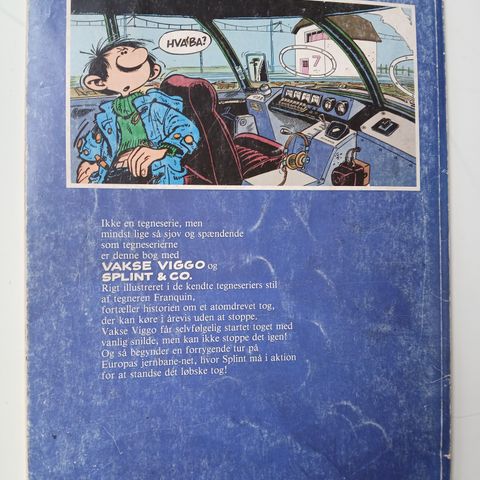 HVA'BA?
7
Ikke en tegneserie, men
mindst lige så sjov og spændende
som tegneserierne
er denne bog med
VAKSE VIGGO og
SPLINT & CO.
Rigt illustreret i de kendte tegneseriers stil
af tegneren Franquin,
fortæller historien om et atomdrevet tog,
der kan køre i årevis uden at stoppe.
Vakse Viggo får selvfølgelig startet toget med
vanlig snilde, men kan ikke stoppe det igen!
Og så begynder en forrygende tur på
Europas jernbane-net, hvor Splint må i aktion
for at standse det løbske tog!